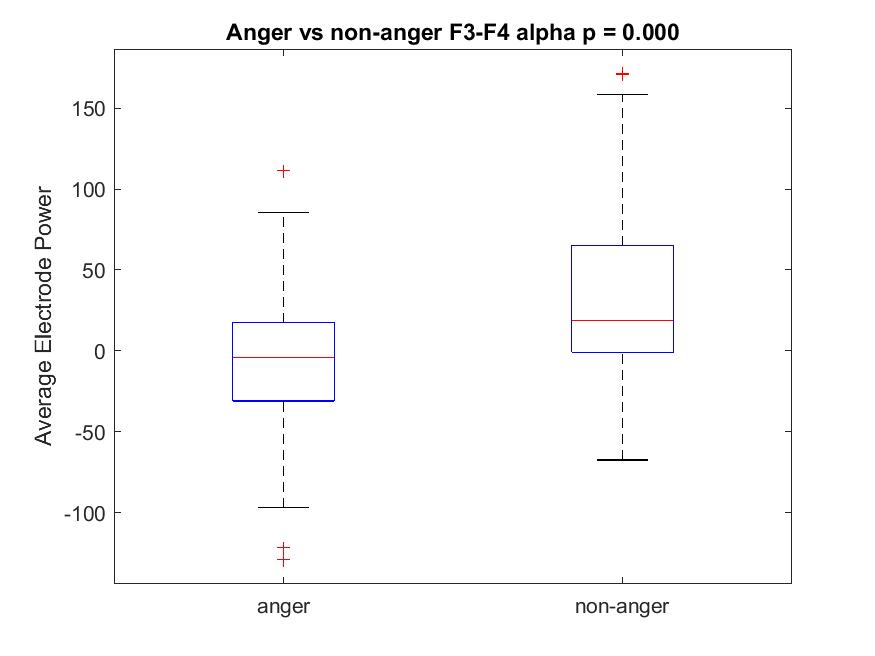 Anger vs non-anger F3-F4 alpha p = 0.000
Average Electrode Power
150
100
50
0
-50
-100
anger
non-anger